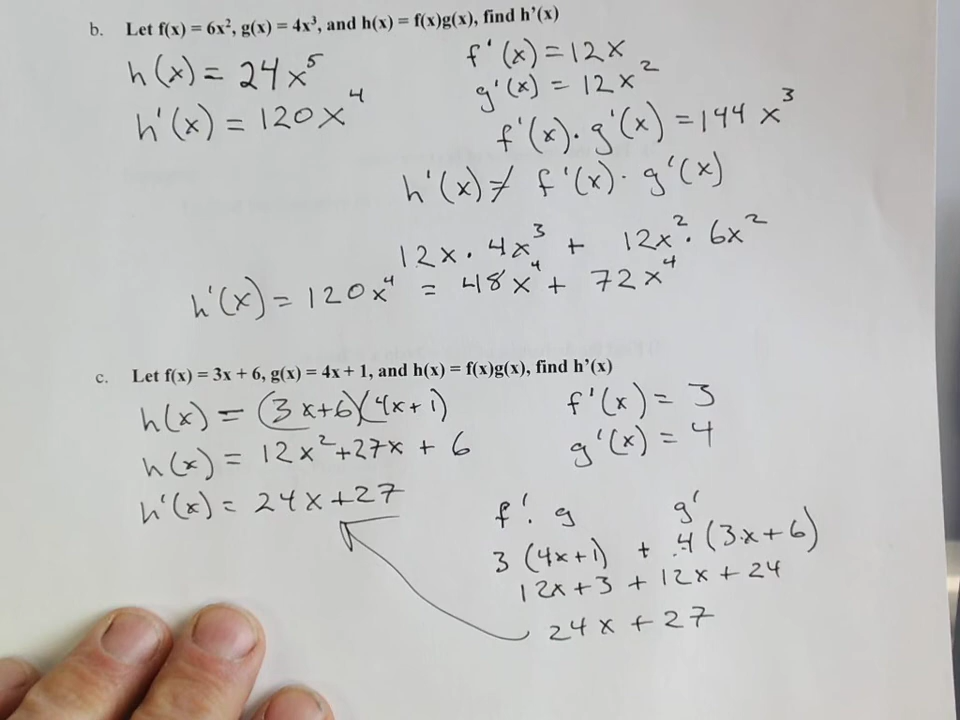 b. Let f(x) = 6x², g(x) = 4x³, and h(x) = f(x)g(x), find h'(x)
h(x) = 24x⁵
h'(x) = 120x⁴
f'(x) = 12x
g'(x) = 12x²
f'(x)·g'(x) = 144x³
h'(x) ≠ f'(x)·g'(x)
12x·4x³ + 12x²·6x²
h'(x) = 120x⁴ = 48x⁴ + 72x⁴
c. Let f(x) = 3x + 6, g(x) = 4x + 1, and h(x) = f(x)g(x), find h'(x)
h(x) = (3x+6)(4x+1)
h(x) = 12x²+27x + 6
h'(x) = 24x+27
f'(x) = 3
g'(x) = 4
f'. g g'
3 (4x+1) + 4 (3x+6)
12x+3 + 12x+24
24x+27